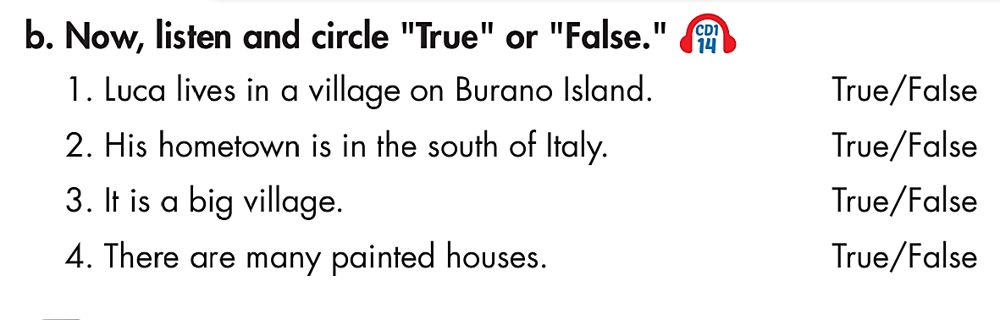 b. Now, listen and circle "True" or "False." CD1 14
1. Luca lives in a village on Burano Island. True/False
2. His hometown is in the south of Italy. True/False
3. It is a big village. True/False
4. There are many painted houses. True/False